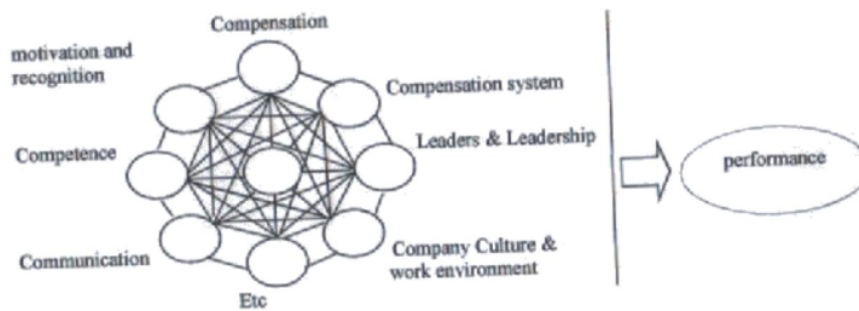 Compensation
motivation and
recognition
Compensation system
Leaders & Leadership
Competence
performance
Communication
Company Culture &
work environment
Etc